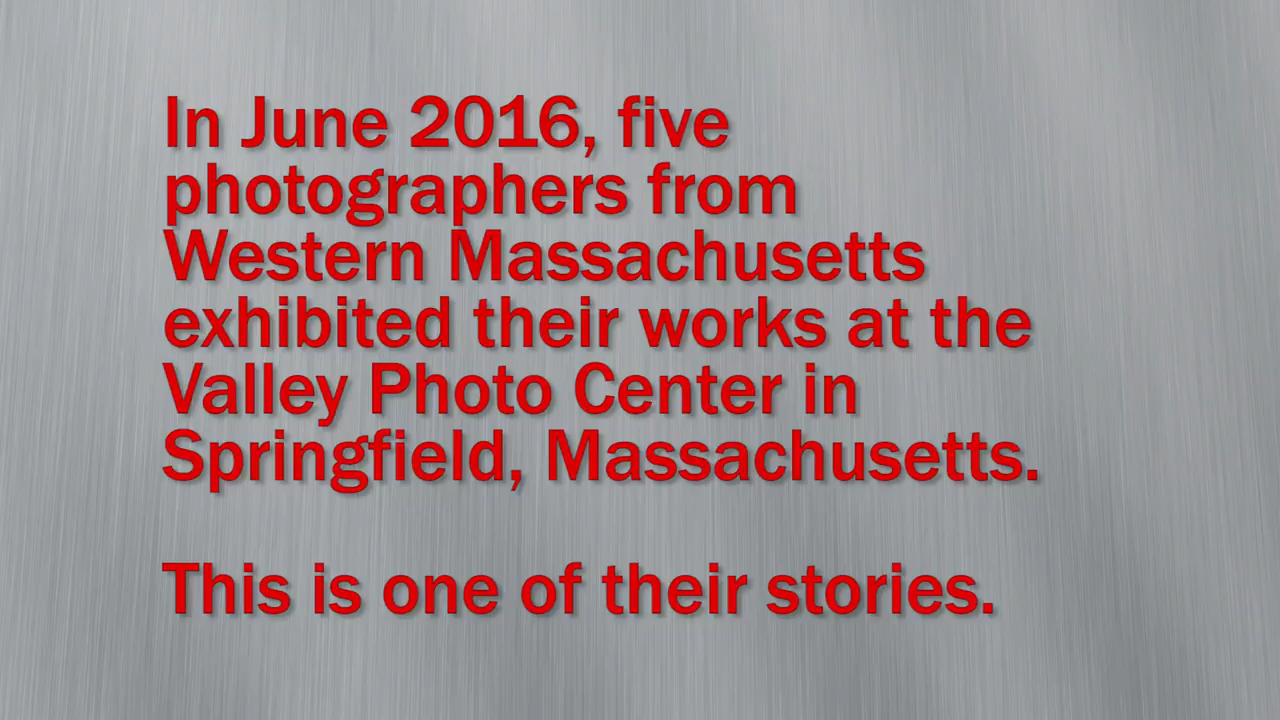 In June 2016, five
photographers from
Western Massachusetts
exhibited their works at the
Valley Photo Center in
Springfield, Massachusetts.
This is one of their stories.